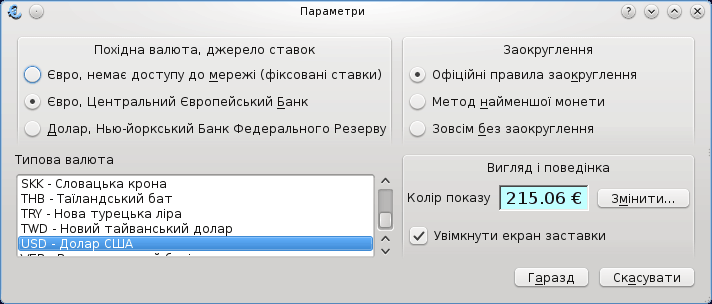 Параметри
Похідна валюта, джерело ставок
Євро, немає доступу до мережі (фіксовані ставки)
Євро, Центральний Європейський Банк
Долар, Нью-йоркський Банк Федерального Резерву
Типова валюта
SKK - Словацька крона
THB - Таїландський бат
TRY - Нова турецька ліра
TWD - Новий тайванський долар
USD - Долар США
Заокруглення
Офіційні правила заокруглення
Метод найменшої монети
Зовсім без заокруглення
Вигляд і поведінка
Колір показу 215.06 € Змінити...
Увімкнути екран заставки
Гаразд Скасувати